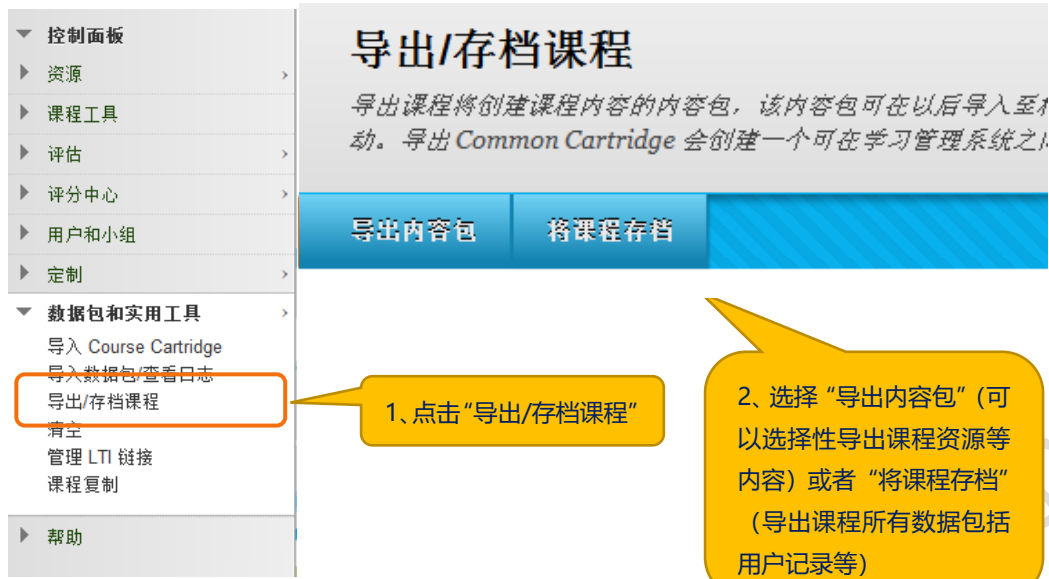 控制面板
资源
课程工具
评估
评分中心
用户和小组
定制
数据包和实用工具
导入 Course Cartridge
导入数据包/查看日志
导出/存档课程
清空
管理 LTI 链接
课程复制
帮助
导出/存档课程
导出课程将创建课程内容的内容包，该内容包可在以后导入至
动。导出 Common Cartridge 会创建一个可在学习管理系统之
导出内容包
将课程存档
1、点击“导出/存档课程”
2、选择“导出内容包”(可
以选择性导出课程资源等
内容）或者“将课程存档”
（导出课程所有数据包括
用户记录等）